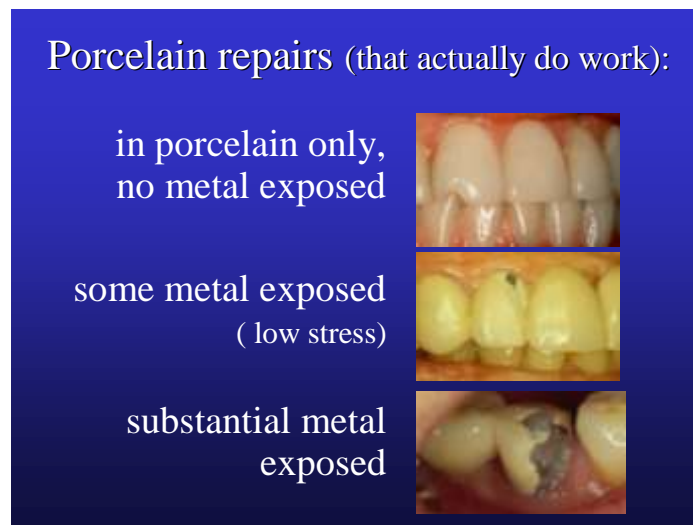 Porcelain repairs (that actually do work):
in porcelain only,
no metal exposed
some metal exposed
( low stress)
substantial metal
exposed